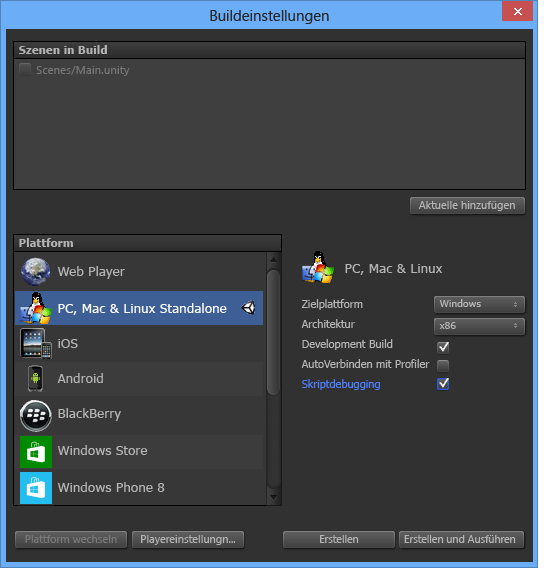 Buildeinstellungen
Szenen in Build
Scenes/Main.unity
Aktuelle hinzufügen
Plattform
Web Player
PC, Mac & Linux Standalone
iOS
Android
BlackBerry
Windows Store
Windows Phone 8
PC, Mac & Linux
Zielplattform Windows
Architektur x86
Development Build
AutoVerbinden mit Profiler
Skriptdebugging
Plattform wechseln Playereinstellungn... Erstellen Erstellen und Ausführen